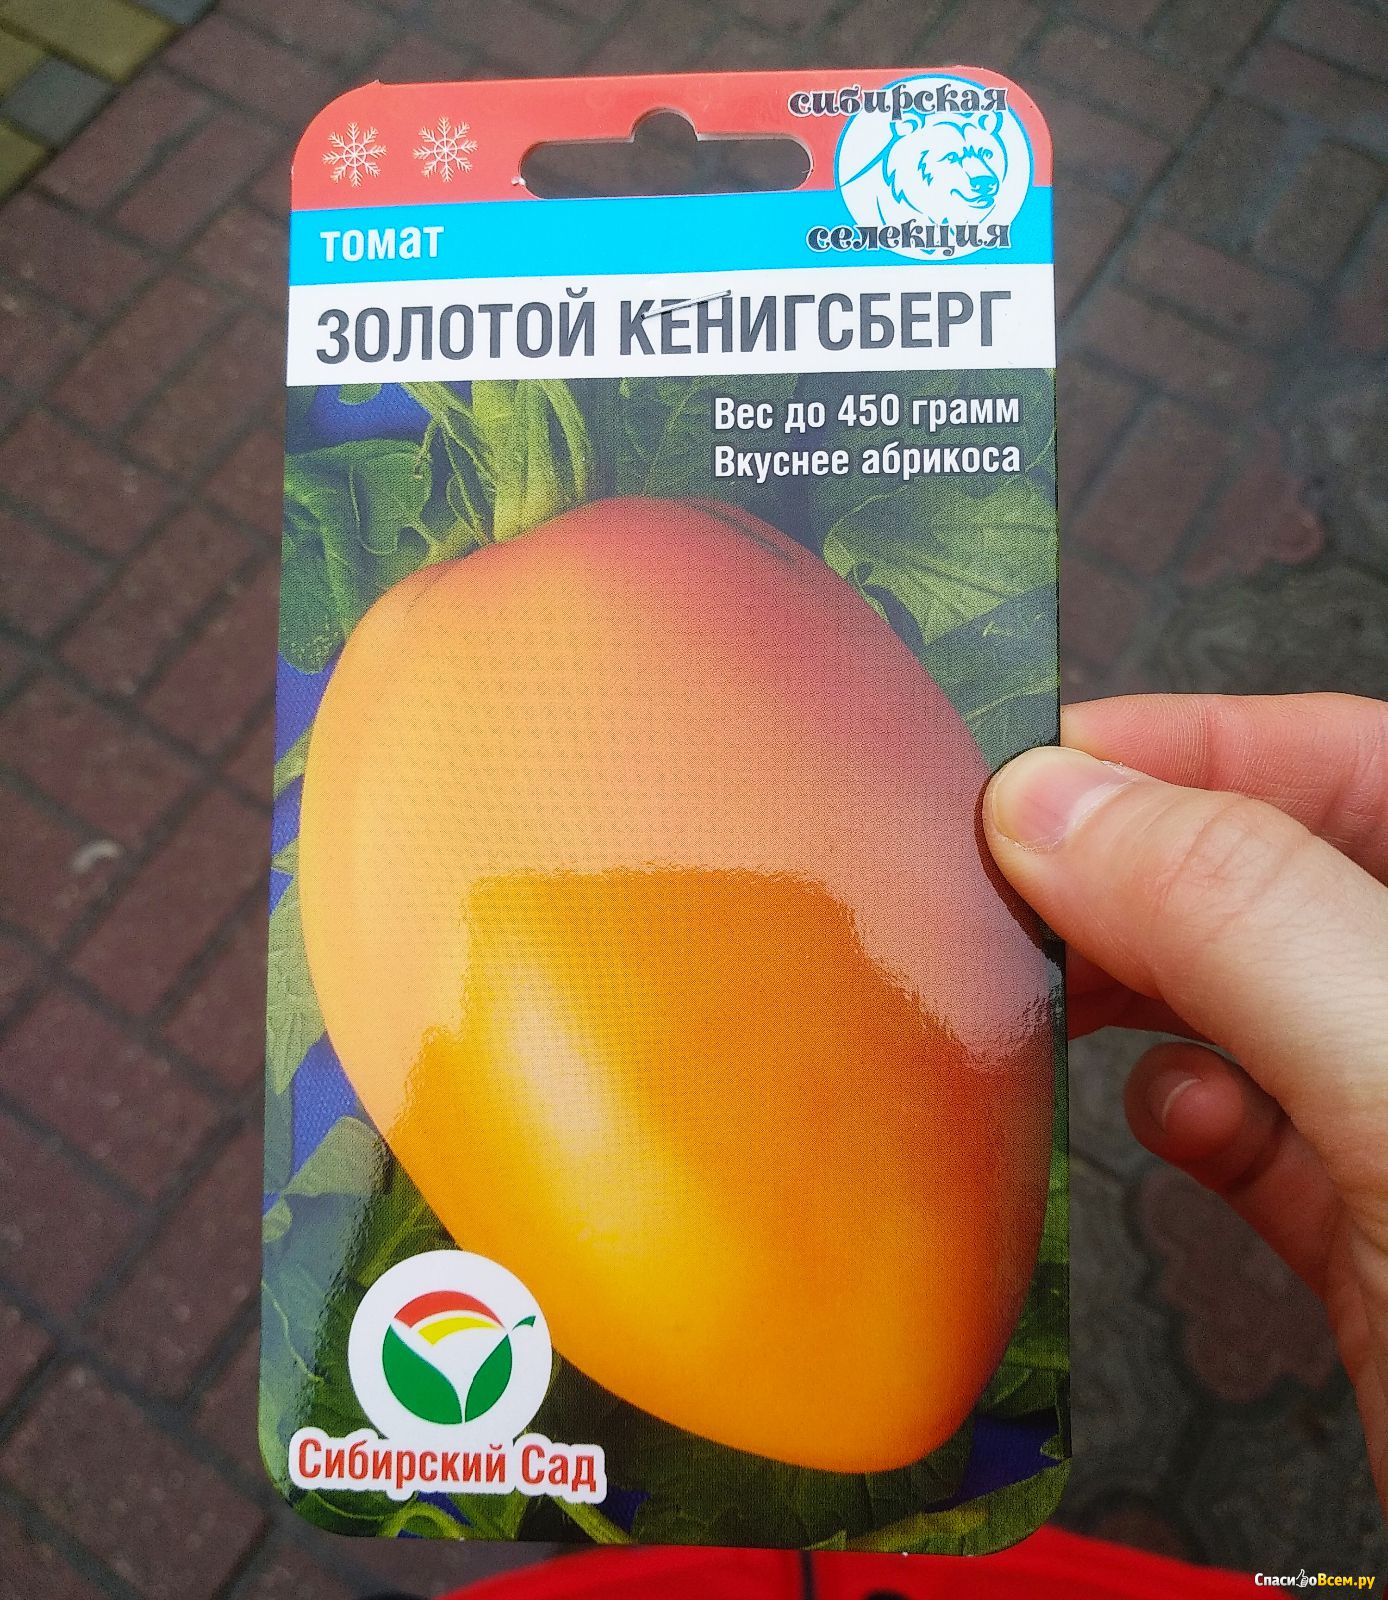 сибирская
селекция
томат
ЗОЛОТОЙ КЕНИГСБЕРГ
Вес до 450 грамм
Вкуснее абрикоса
Сибирский Сад
СпасибоВсем.ру